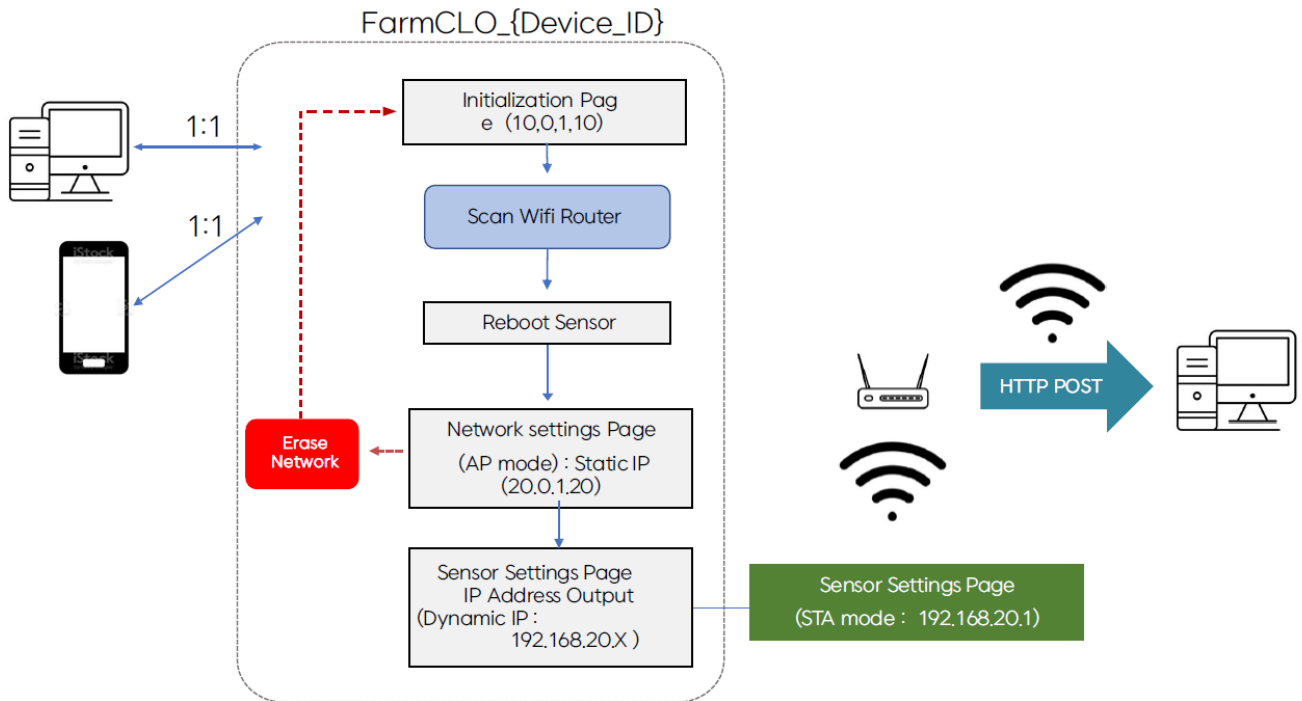 FarmCLO_{Device_ID}
Initialization Pag
e (10,0,1,10)
1:1
Scan Wifi Router
1:1
iStock
iStock
Reboot Sensor
HTTP POST
Network settings Page
(AP mode) : Static IP
(20.0.1.20)
Erase
Network
Sensor Settings Page
IP Address Output
(Dynamic IP :
192.168.20.X )
Sensor Settings Page
(STA mode : 192.168.20.1)